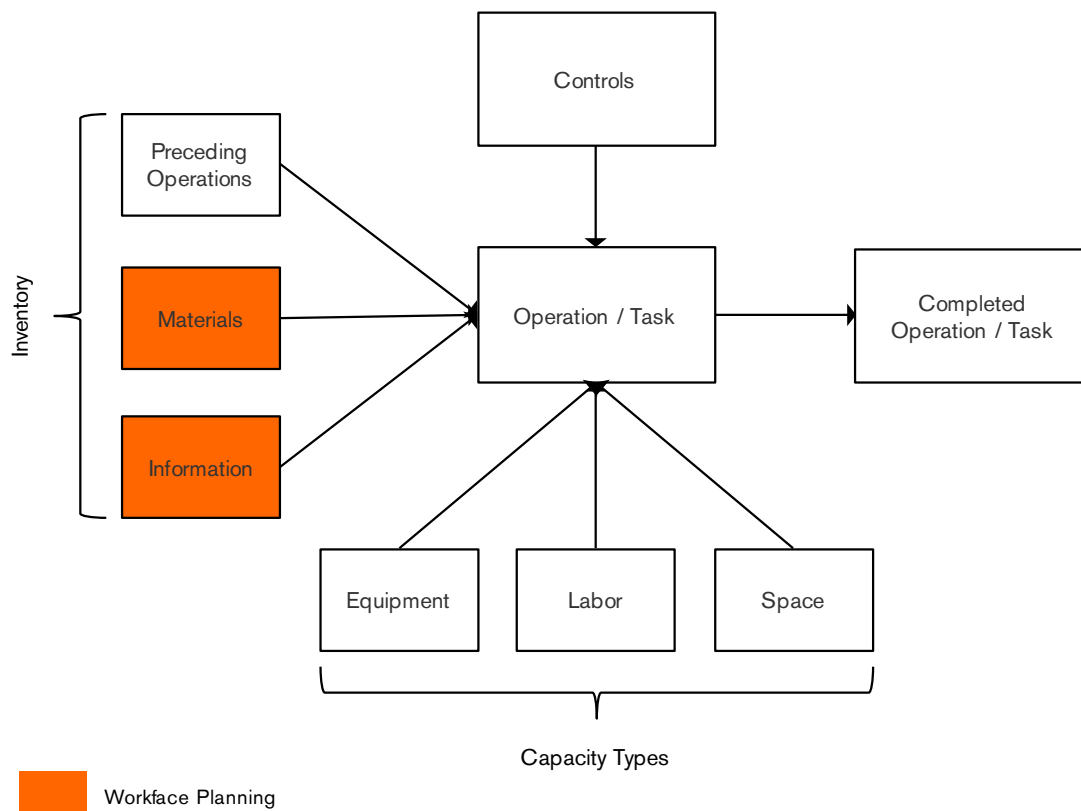 Controls
Preceding
Operations
Inventory
Materials
Operation / Task
Completed
Operation / Task
Information
Equipment
Labor
Space
Capacity Types
Workface Planning